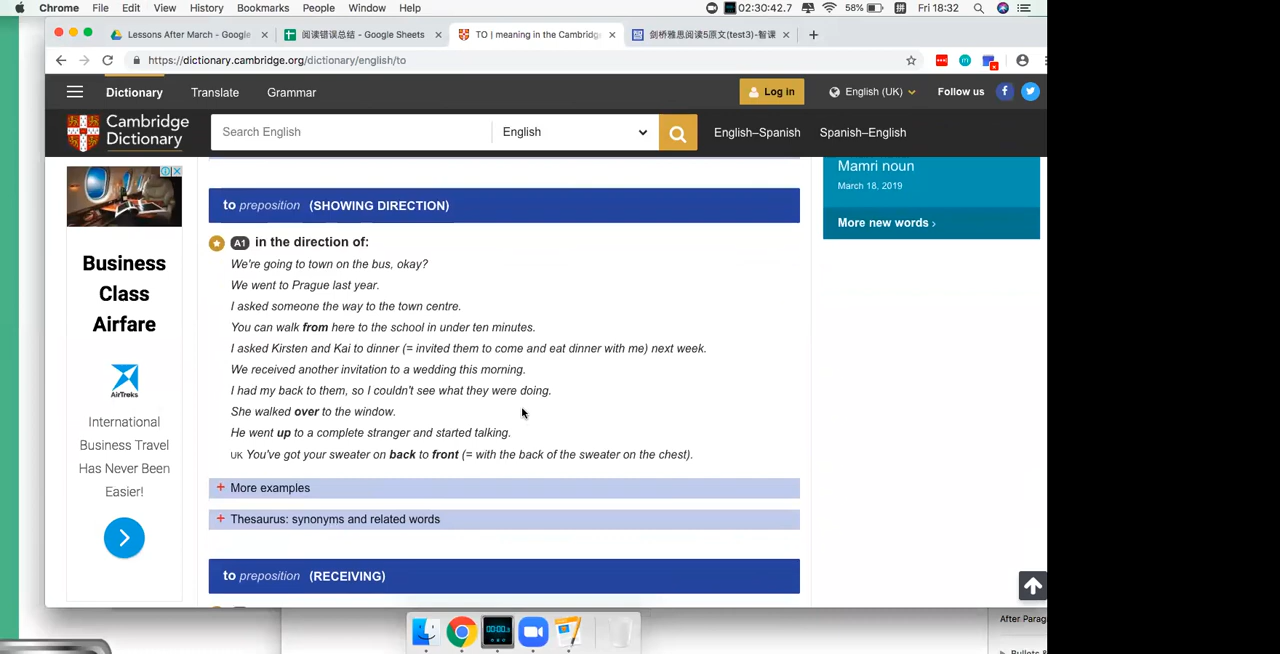 Chrome File Edit View History Bookmarks People Window Help 02:30:42.7 58% 拼 Fri 18:32
Lessons After March - Google
阅读错误总结 - Google Sheets
TO | meaning in the Cambridge
剑桥雅思阅读5原文(test3)-智课
https://dictionary.cambridge.org/dictionary/english/to
Dictionary Translate Grammar Log in English (UK) Follow us
Cambridge
Dictionary
Search English English English–Spanish Spanish–English
Mamri noun
March 18, 2019
More new words ›
Business
Class
Airfare
AirTreks
International
Business Travel
Has Never Been
Easier!
to preposition (SHOWING DIRECTION)
A1 in the direction of:
We're going to town on the bus, okay?
We went to Prague last year.
I asked someone the way to the town centre.
You can walk from here to the school in under ten minutes.
I asked Kirsten and Kai to dinner (= invited them to come and eat dinner with me) next week.
We received another invitation to a wedding this morning.
I had my back to them, so I couldn't see what they were doing.
She walked over to the window.
He went up to a complete stranger and started talking.
UK You've got your sweater on back to front (= with the back of the sweater on the chest).
+ More examples
+ Thesaurus: synonyms and related words
to preposition (RECEIVING)
After Parag
Bullets &